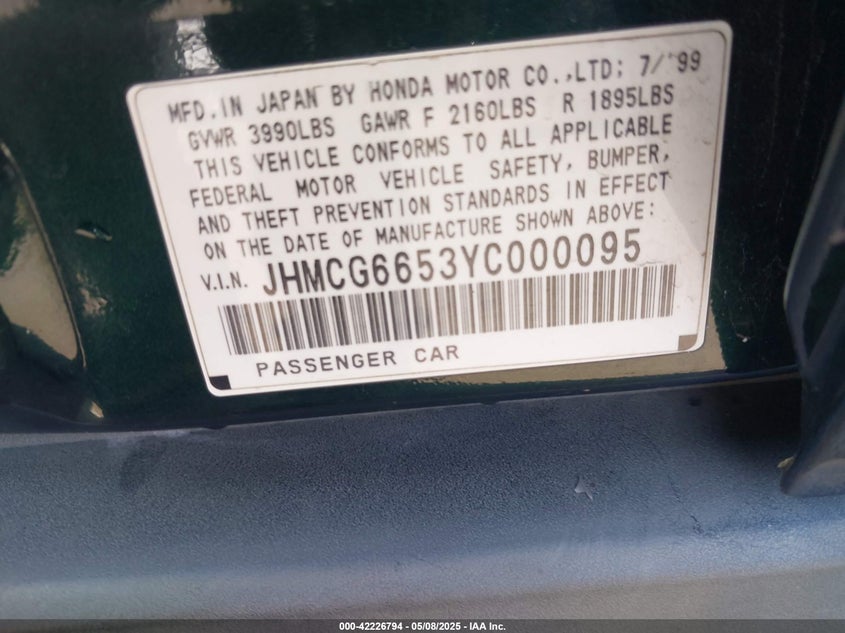 MFD.IN JAPAN BY HONDA MOTOR CO.,LTD; 7/'99
GVWR 3990LBS GAWR F 2160LBS R 1895LBS
THIS VEHICLE CONFORMS TO ALL APPLICABLE
FEDERAL MOTOR VEHICLE SAFETY, BUMPER,
AND THEFT PREVENTION STANDARDS IN EFFECT
ON THE DATE OF MANUFACTURE SHOWN ABOVE:
V.I.N. JHMCG6653YC000095
PASSENGER CAR
000-42226794 - 05/08/2025 - IAA Inc.